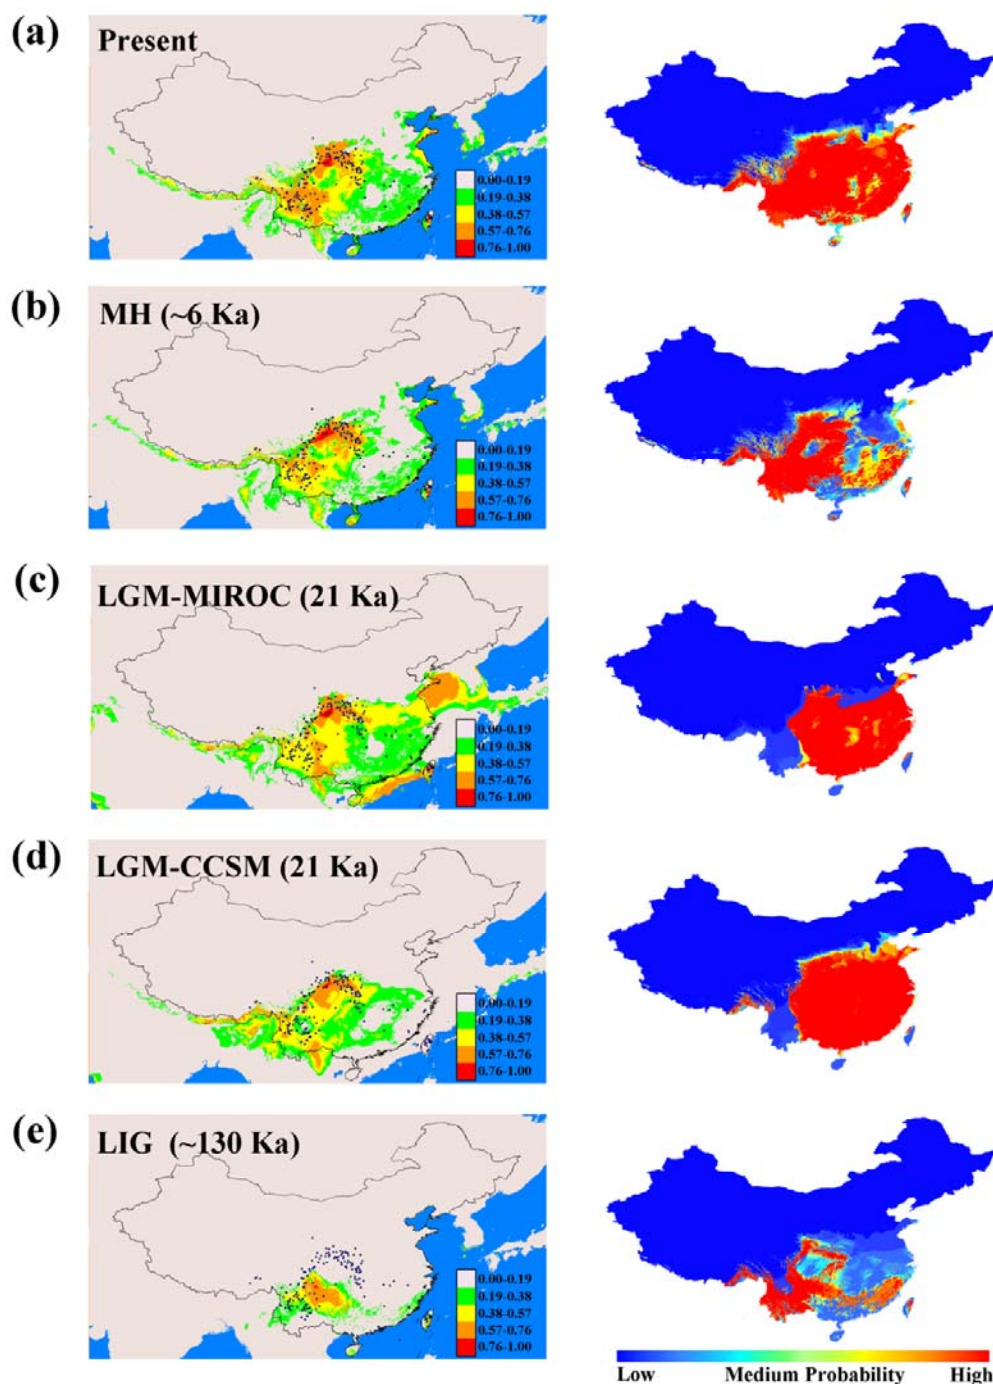 (a)
Present
0.00-0.19
0.19-0.38
0.38-0.57
0.57-0.76
0.76-1.00
(b)
MH (~6 Ka)
0.00-0.19
0.19-0.38
0.38-0.57
0.57-0.76
0.76-1.00
(c)
LGM-MIROC (21 Ka)
0.00-0.19
0.19-0.38
0.38-0.57
0.57-0.76
0.76-1.00
(d)
LGM-CCSM (21 Ka)
0.00-0.19
0.19-0.38
0.38-0.57
0.57-0.76
0.76-1.00
(e)
LIG (~130 Ka)
0.00-0.19
0.19-0.38
0.38-0.57
0.57-0.76
0.76-1.00
Low Medium Probability High